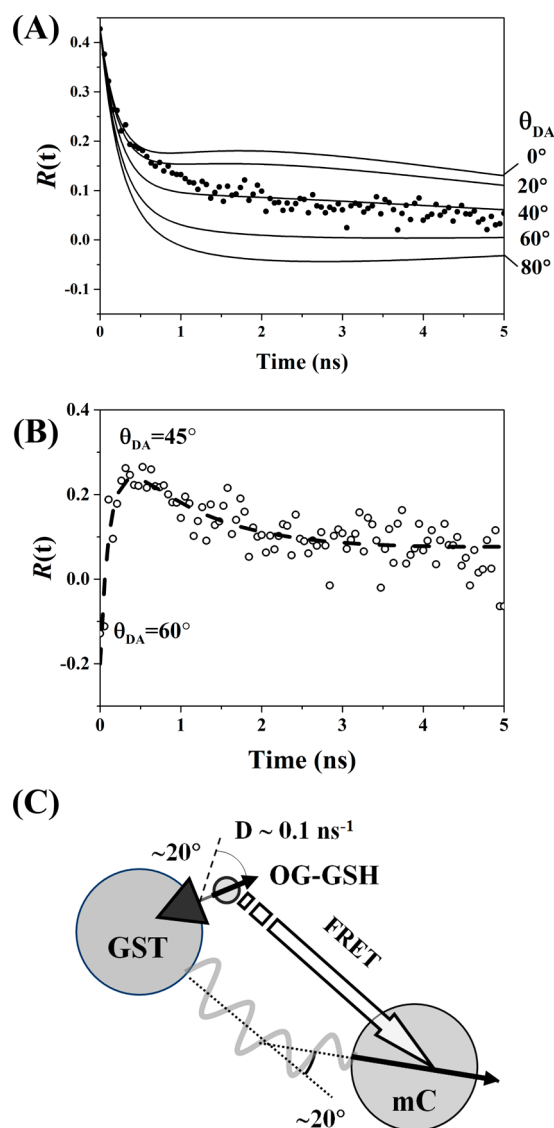 (A)
R(t)
0.4
0.3
0.2
0.1
0.0
-0.1
0
1
2
3
4
5
Time (ns)
θDA
0°
20°
40°
60°
80°
(B)
R(t)
0.4
0.2
0.0
-0.2
θDA=45°
θDA=60°
0
1
2
3
4
5
Time (ns)
(C)
D ~ 0.1 ns-1
~20°
OG-GSH
GST
FRET
mC
~20°